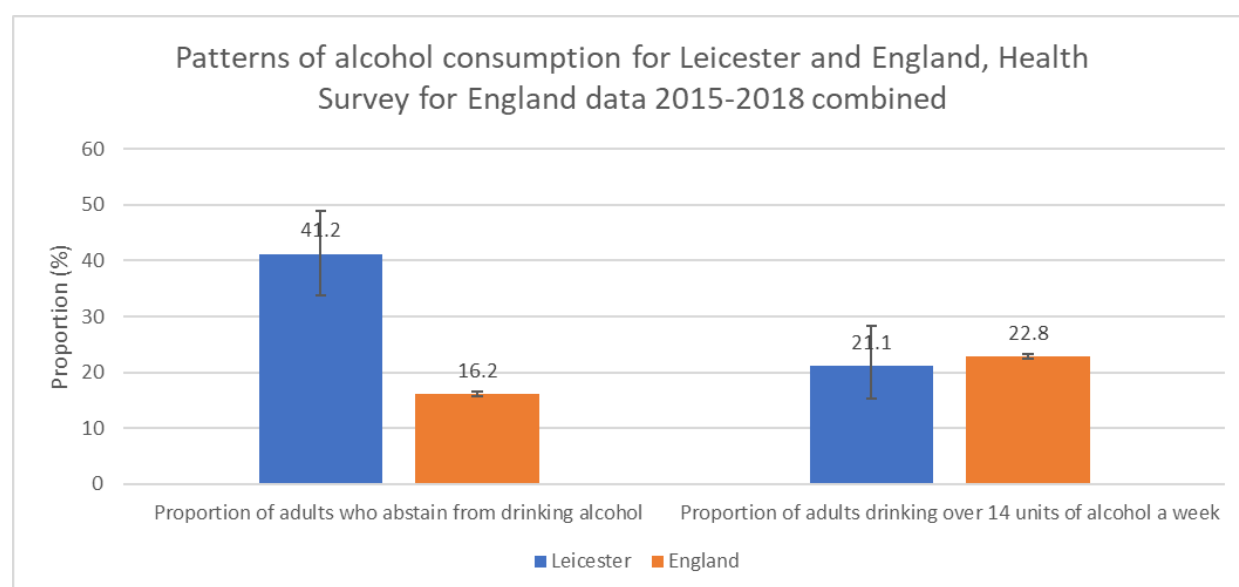 Patterns of alcohol consumption for Leicester and England, Health
Survey for England data 2015-2018 combined
Proportion (%)
60
50
40
30
20
10
0
41.2
16.2
21.1
22.8
Proportion of adults who abstain from drinking alcohol
Proportion of adults drinking over 14 units of alcohol a week
Leicester
England